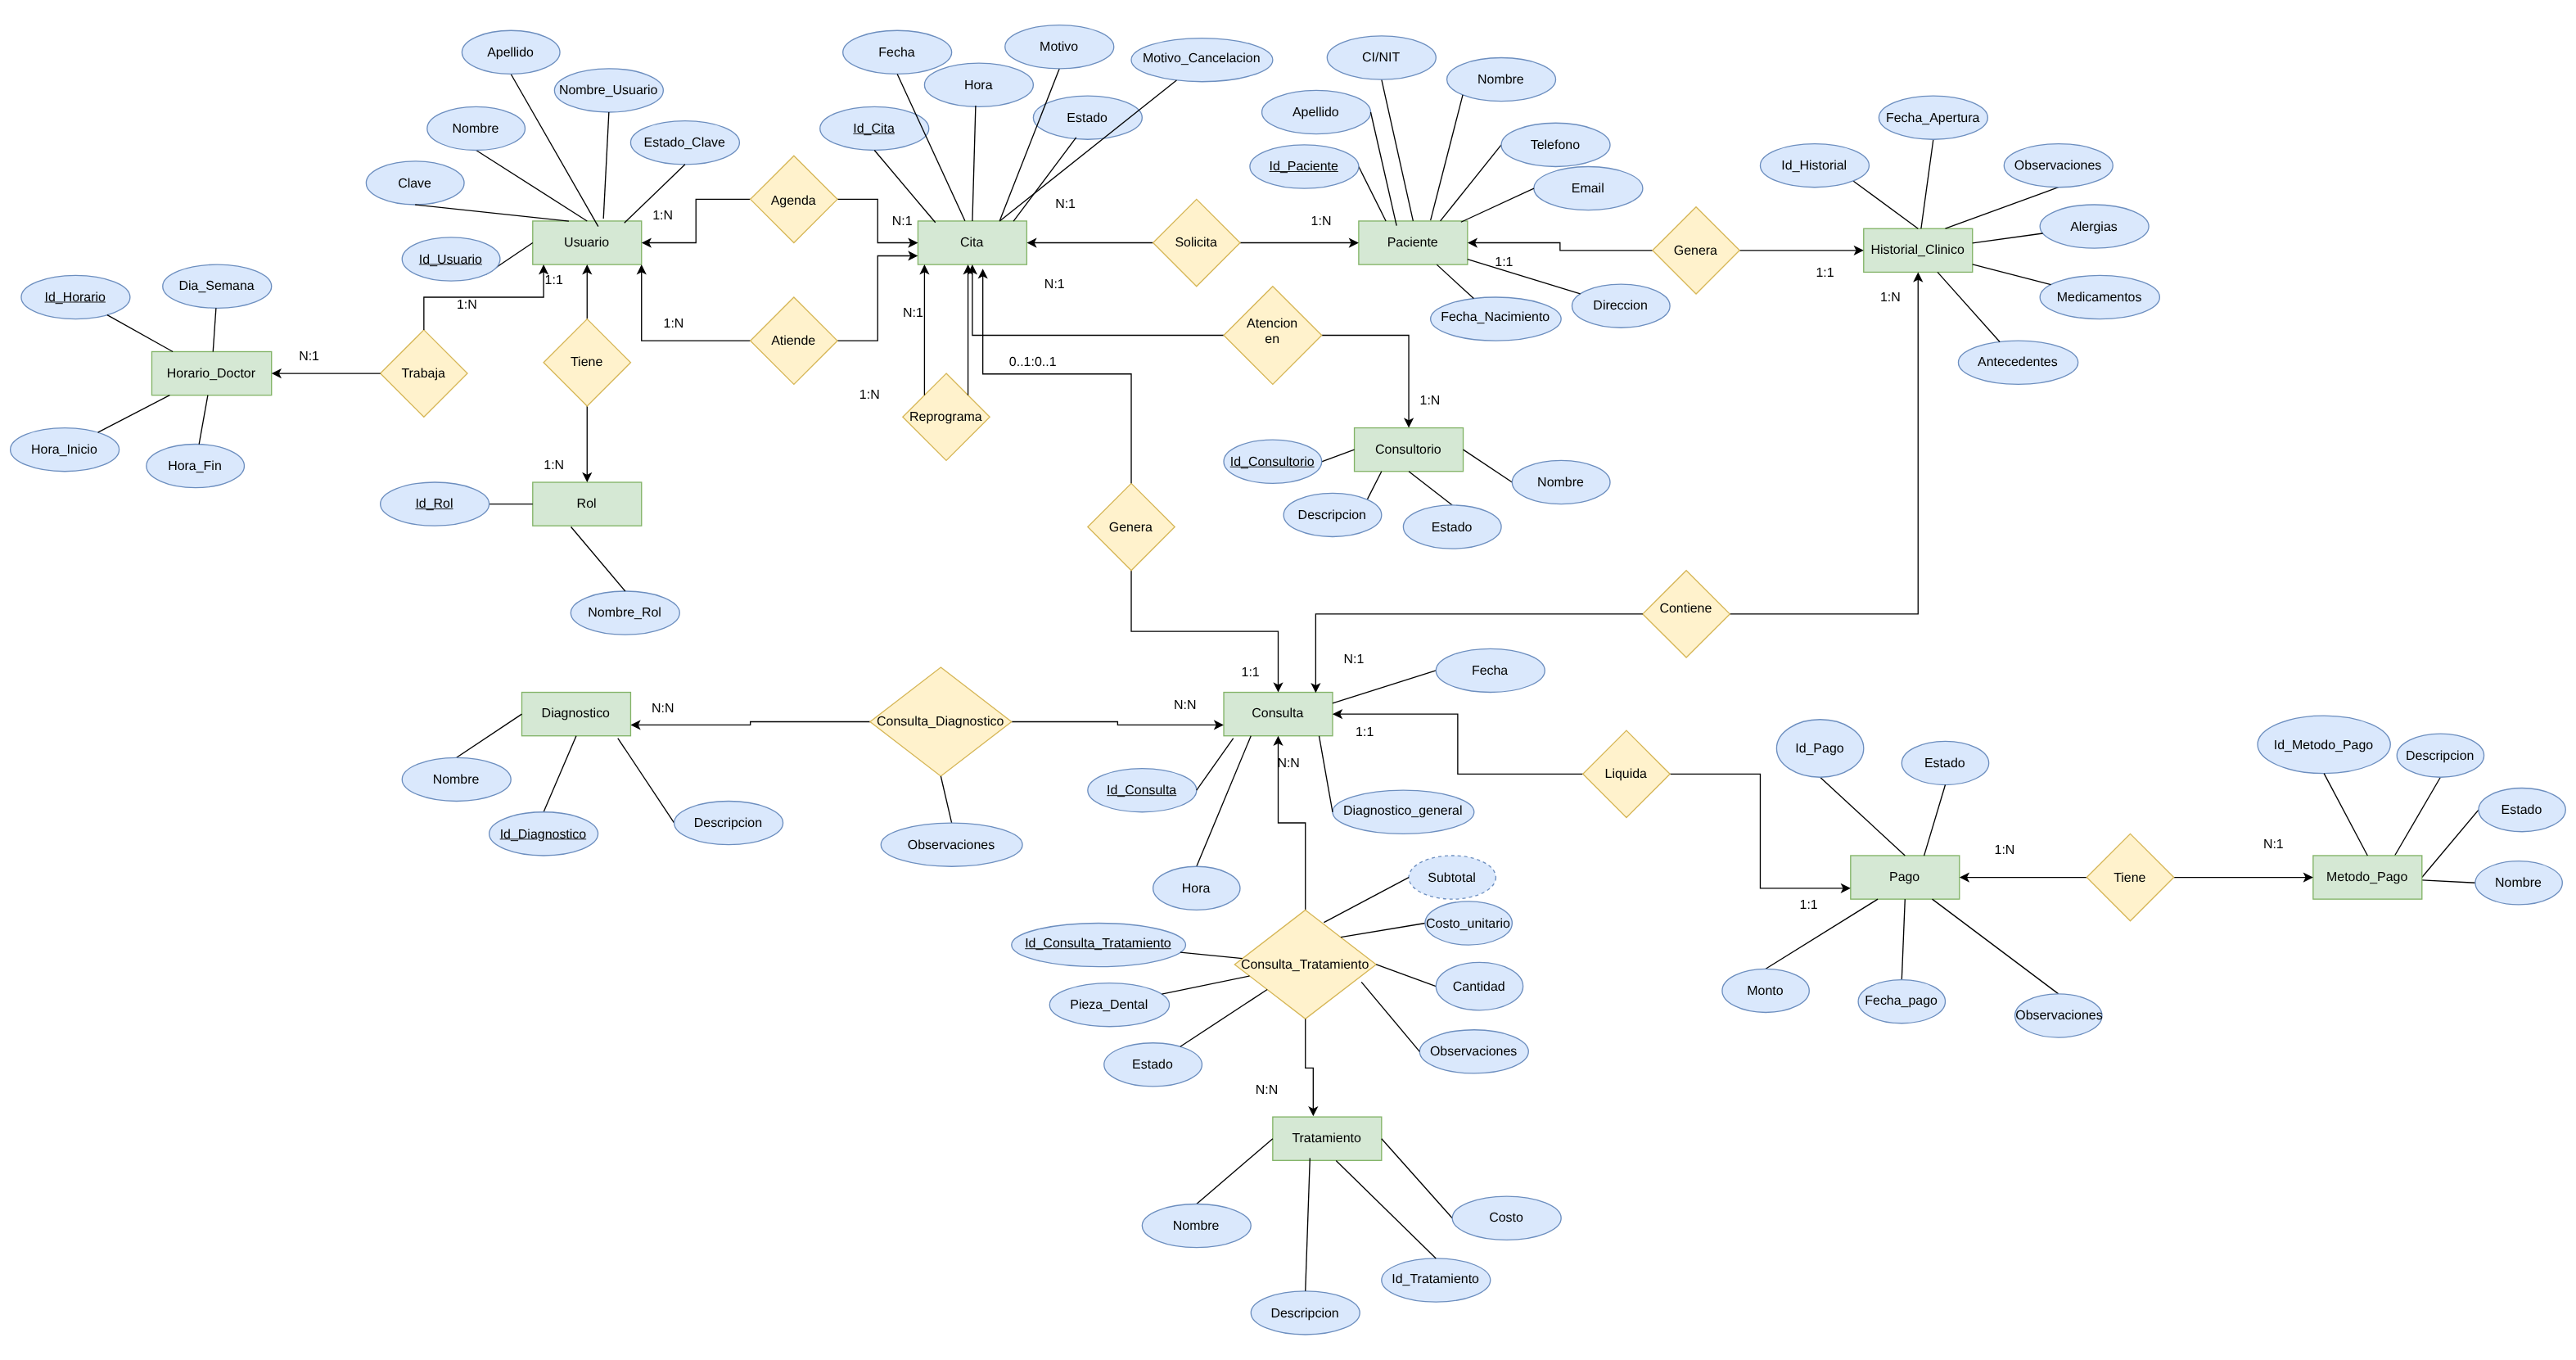 Apellido
Fecha
Motivo
Motivo_Cancelacion
CI/NIT
Nombre
Nombre_Usuario
Hora
Apellido
Fecha_Apertura
Nombre
Id_Cita
Estado
Estado_Clave
Telefono
Id_Historial
Observaciones
Id_Paciente
Email
Clave
Agenda
1:N
N:1
N:1
1:N
Alergias
Usuario
Cita
Solicita
Paciente
Genera
Historial_Clinico
Id_Usuario
1:1
1:1
1:1
N:1
1:N
Medicamentos
Id_Horario
Dia_Semana
1:N
Direccion
N:1
Fecha_Nacimiento
1:N
Atiende
Atencion
en
N:1
0..1:0..1
Antecedentes
Horario_Doctor
Trabaja
Tiene
1:N
1:N
Reprograma
Hora_Inicio
Hora_Fin
1:N
Consultorio
Id_Consultorio
Nombre
Id_Rol
Rol
Descripcion
Estado
Genera
Nombre_Rol
Contiene
N:1
1:1
Fecha
Diagnostico
N:N
Consulta_Diagnostico
N:N
Consulta
1:1
Id_Pago
Estado
Id_Metodo_Pago
Descripcion
N:N
Liquida
Nombre
Id_Consulta
Diagnostico_general
Estado
Id_Diagnostico
Descripcion
Observaciones
1:N
N:1
Hora
Subtotal
Pago
Tiene
Metodo_Pago
Nombre
1:1
Costo_unitario
Id_Consulta_Tratamiento
Consulta_Tratamiento
Cantidad
Monto
Fecha_pago
Observaciones
Pieza_Dental
Estado
Observaciones
N:N
Tratamiento
Nombre
Costo
Id_Tratamiento
Descripcion